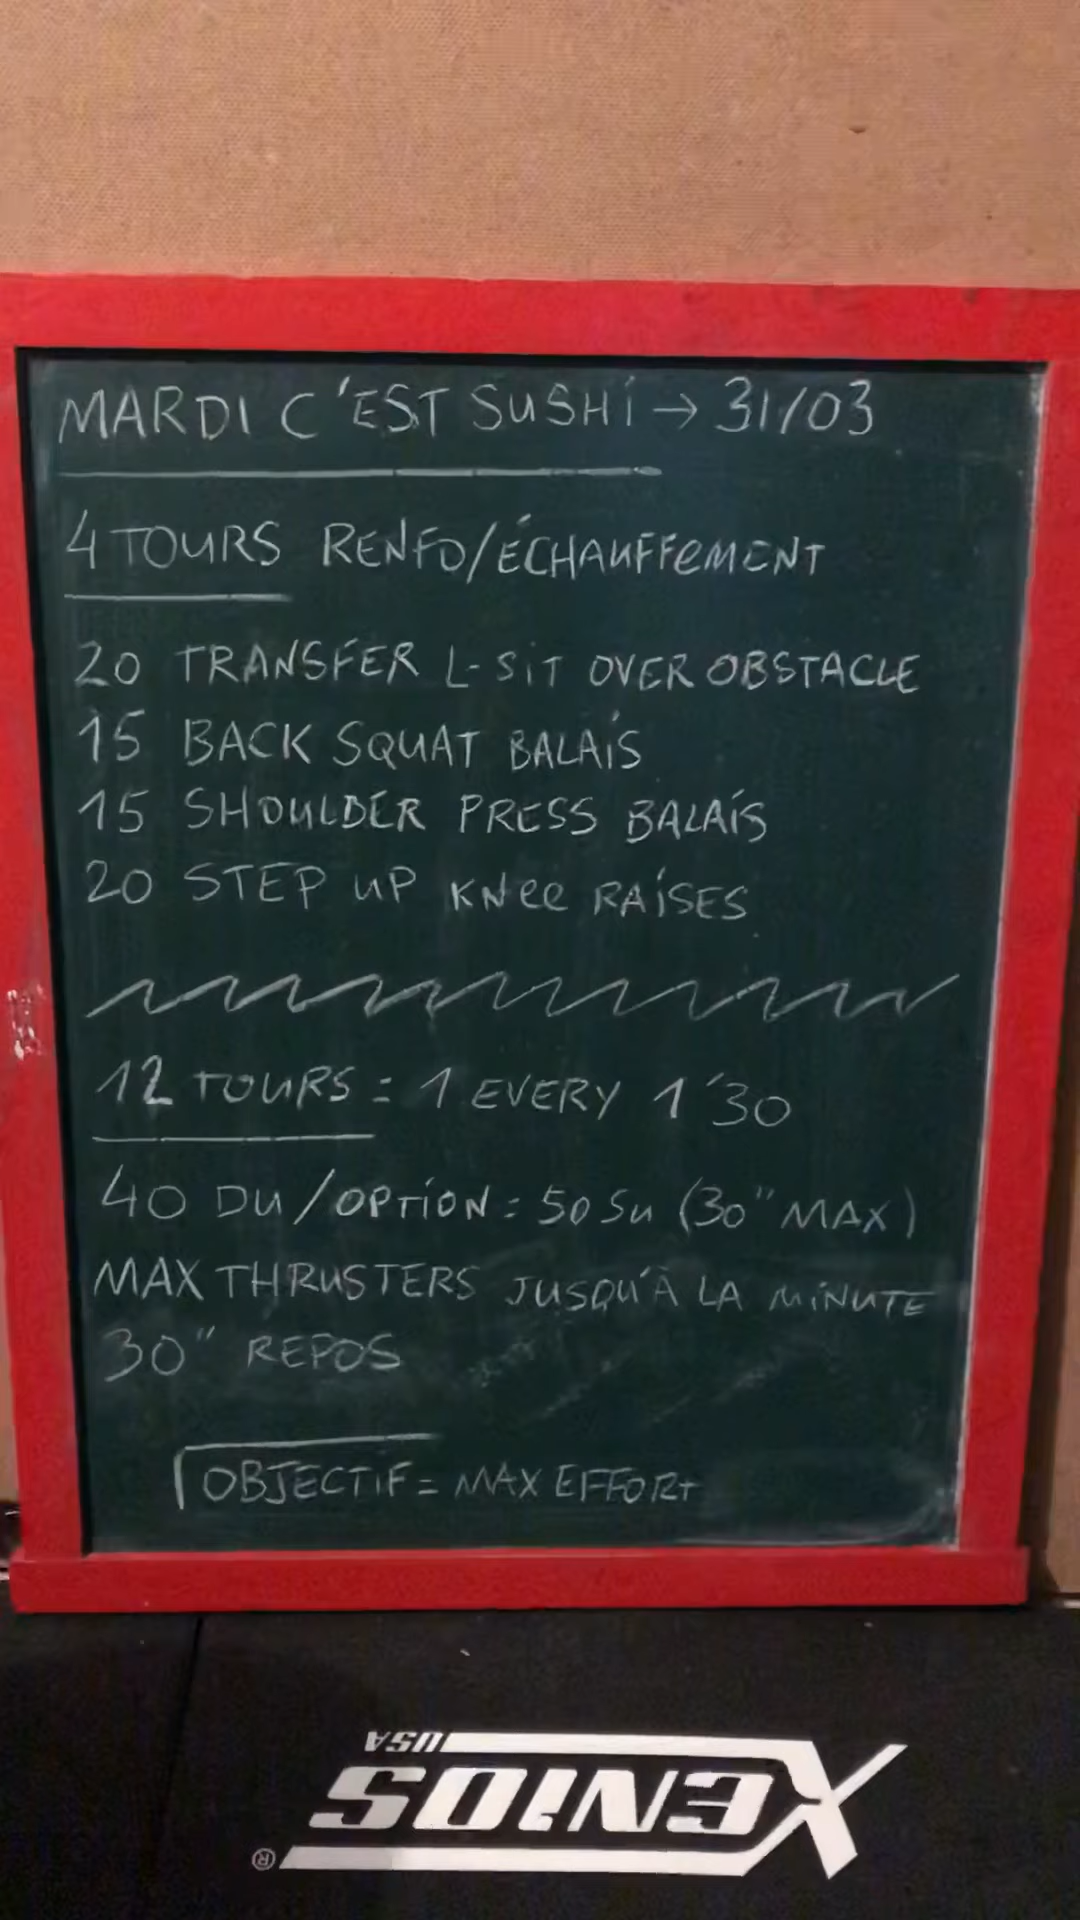 MARDI C'EST SUSHI → 31/03
4 TOURS RENFO/ÉCHAUFFEMENT
20 TRANSFER L-SIT OVER OBSTACLE
15 BACK SQUAT BALAIS
15 SHOULDER PRESS BALAIS
20 STEP UP KNEE RAISES
12 TOURS = 1 EVERY 1'30
40 DU/OPTION = 50 SU (30" MAX)
MAX THRUSTERS JUSQU'À LA MINUTE
30" REPOS
OBJECTIF = MAX EFFORT
XENIOS
USA
®